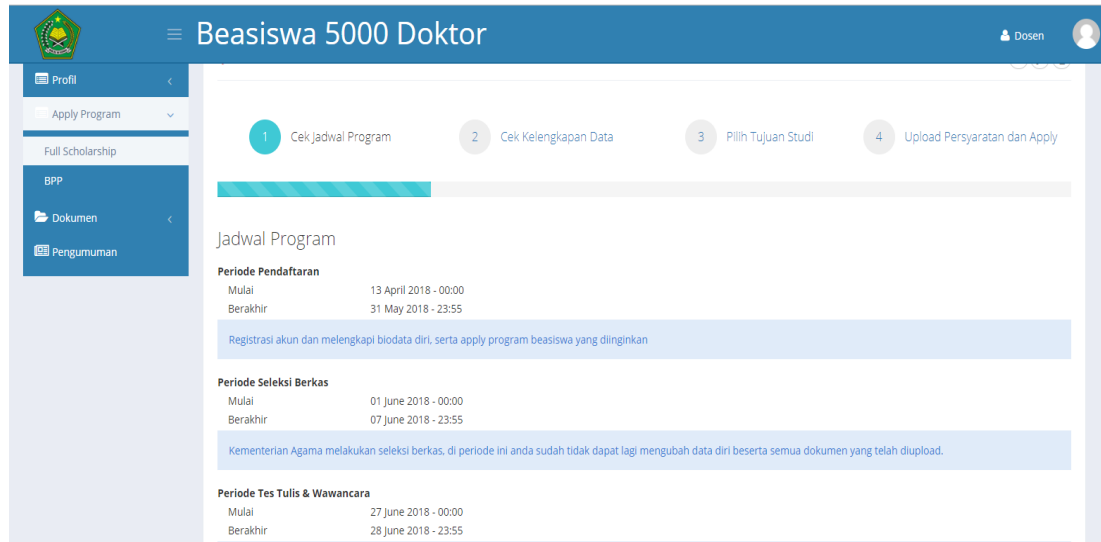 Beasiswa 5000 Doktor
Dosen
Profil
Apply Program
Full Scholarship
BPP
Dokumen
Pengumuman
1 Cek Jadwal Program
2 Cek Kelengkapan Data
3 Pilih Tujuan Studi
4 Upload Persyaratan dan Apply
Jadwal Program
Periode Pendaftaran
Mulai 13 April 2018 - 00:00
Berakhir 31 May 2018 - 23:55
Registrasi akun dan melengkapi biodata diri, serta apply program beasiswa yang diinginkan
Periode Seleksi Berkas
Mulai 01 June 2018 - 00:00
Berakhir 07 June 2018 - 23:55
Kementerian Agama melakukan seleksi berkas, di periode ini anda sudah tidak dapat lagi mengubah data diri beserta semua dokumen yang telah diupload.
Periode Tes Tulis & Wawancara
Mulai 27 June 2018 - 00:00
Berakhir 28 June 2018 - 23:55